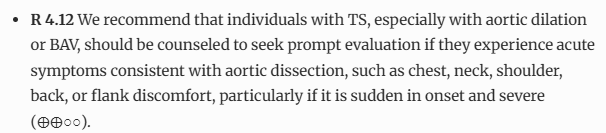 • R 4.12 We recommend that individuals with TS, especially with aortic dilation
or BAV, should be counseled to seek prompt evaluation if they experience acute
symptoms consistent with aortic dissection, such as chest, neck, shoulder,
back, or flank discomfort, particularly if it is sudden in onset and severe
(⨁⨁○○).